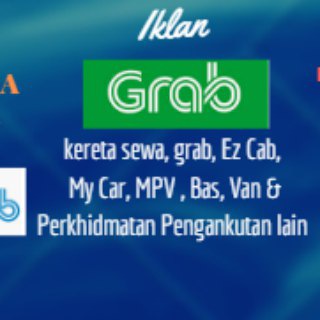 Iklan
Grab
kereta sewa, grab, Ez Cab,
My Car, MPV , Bas, Van &
Perkhidmatan Pengankutan lain
A
b